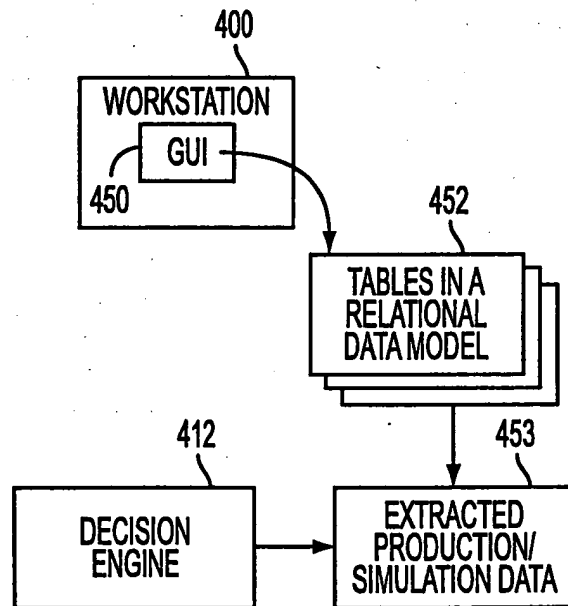 400
WORKSTATION
GUI
450
452
TABLES IN A
RELATIONAL
DATA MODEL
412
453
DECISION
ENGINE
EXTRACTED
PRODUCTION/
SIMULATION DATA